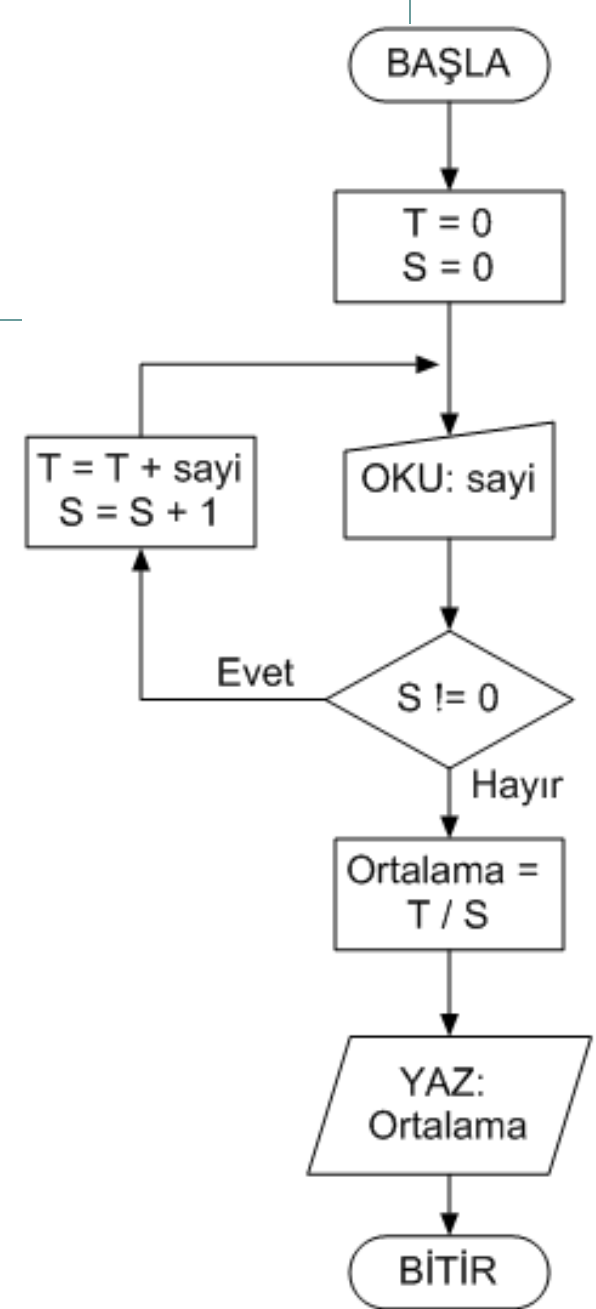 BAŞLA
T = 0
S = 0
T = T + sayi
S = S + 1
OKU: sayi
Evet
S != 0
Hayır
Ortalama =
T / S
YAZ:
Ortalama
BİTİR